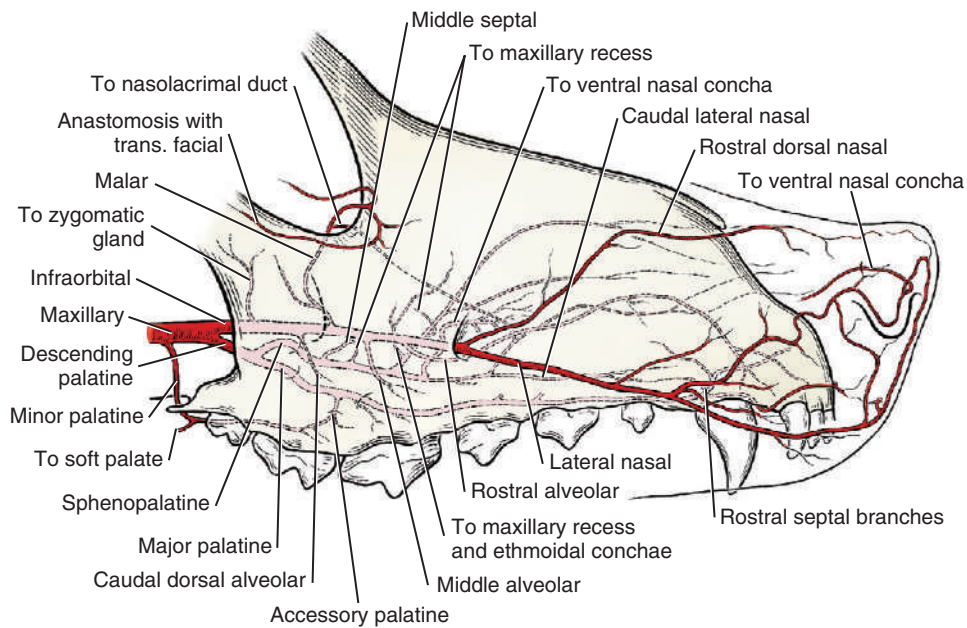 Middle septal
To maxillary recess
To nasolacrimal duct
To ventral nasal concha
Anastomosis with
trans. facial
Caudal lateral nasal
Rostral dorsal nasal
Malar
To ventral nasal concha
To zygomatic
gland
Infraorbital
Maxillary
Descending
palatine
Minor palatine
To soft palate
Lateral nasal
Sphenopalatine
Rostral alveolar
Rostral septal branches
Major palatine
To maxillary recess
and ethmoidal conchae
Caudal dorsal alveolar
Middle alveolar
Accessory palatine